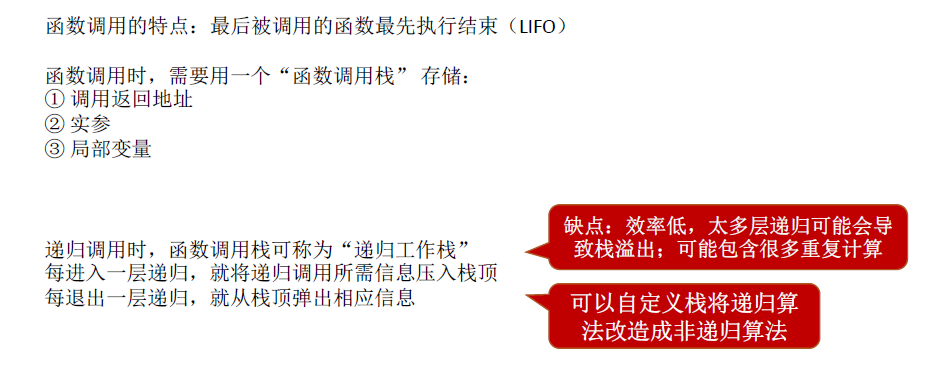 函数调用的特点：最后被调用的函数最先执行结束（LIFO）
函数调用时，需要用一个“函数调用栈” 存储：
① 调用返回地址
② 实参
③ 局部变量
递归调用时，函数调用栈可称为“递归工作栈”
每进入一层递归，就将递归调用所需信息压入栈顶
每退出一层递归，就从栈顶弹出相应信息
缺点：效率低，太多层递归可能会导
致栈溢出；可能包含很多重复计算
可以自定义栈将递归算
法改造成非递归算法